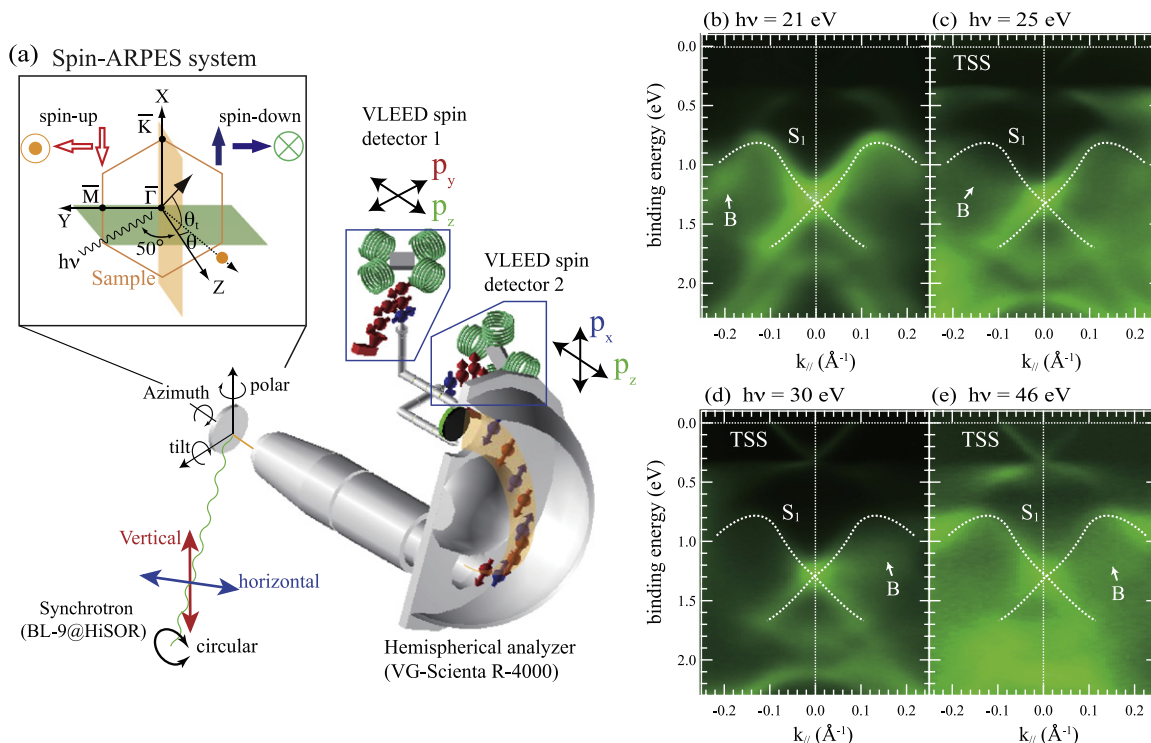 (a) Spin-ARPES system
X
K̅
spin-up
spin-down
M̅
Γ̅
Y
θt
50°
θ
hν
Sample
Z
VLEED spin
detector 1
py
pz
VLEED spin
detector 2
px
pz
Azimuth
polar
tilt
Vertical
horizontal
Synchrotron
(BL-9@HiSOR)
circular
Hemispherical analyzer
(VG-Scienta R-4000)
(b) hν = 21 eV
binding energy (eV)
0.0
0.5
1.0
1.5
2.0
S1
B
-0.2 -0.1 0.0 0.1 0.2
k// (Å-1)
(c) hν = 25 eV
TSS
S1
B
-0.2 -0.1 0.0 0.1 0.2
k// (Å-1)
(d) hν = 30 eV
binding energy (eV)
0.0
0.5
1.0
1.5
2.0
TSS
S1
B
-0.2 -0.1 0.0 0.1 0.2
k// (Å-1)
(e) hν = 46 eV
TSS
S1
B
-0.1 0.0 0.1 0.2
k// (Å-1)